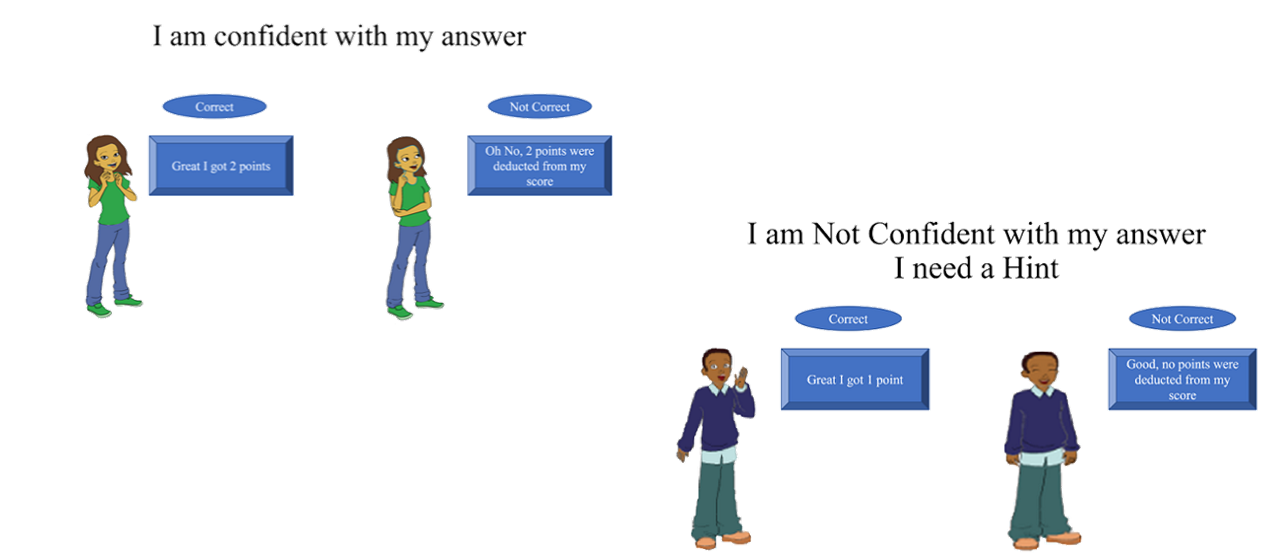 I am confident with my answer
Correct
Not Correct
Great I got 2 points
Oh No, 2 points were
deducted from my
score
I am Not Confident with my answer
I need a Hint
Correct
Not Correct
Great I got 1 point
Good, no points were
deducted from my
score